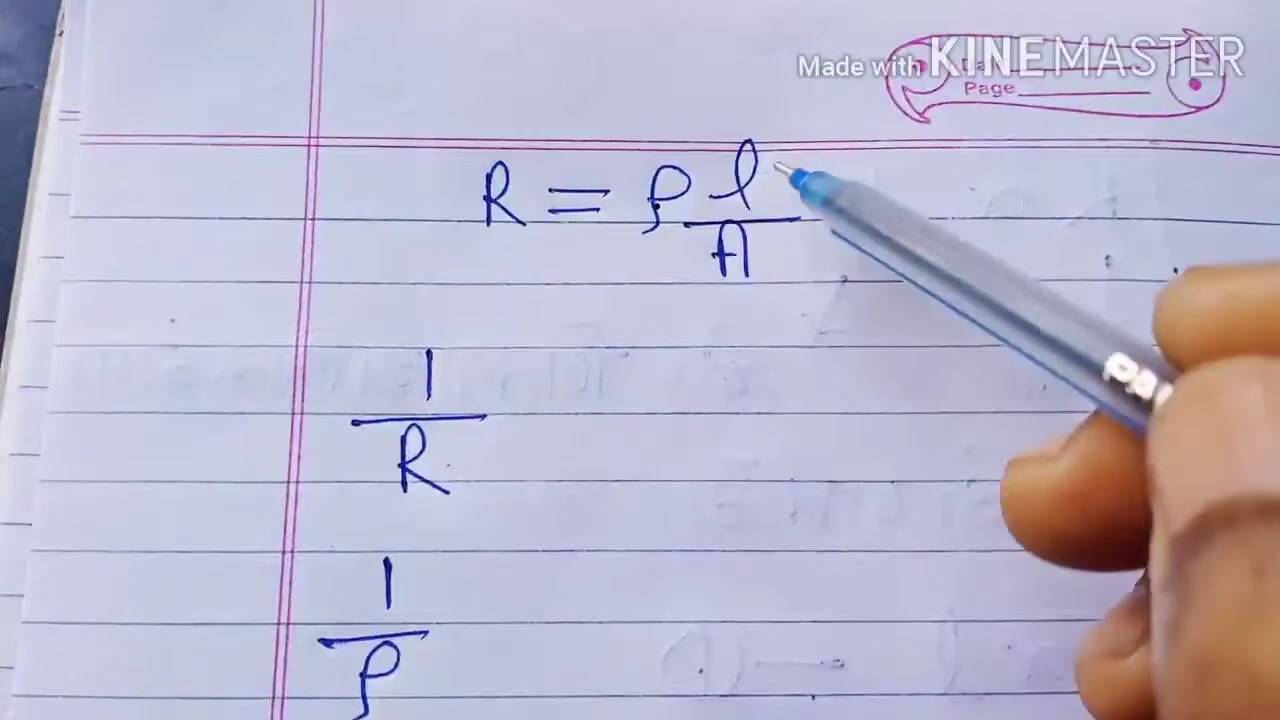 Made with KINEMASTER
Page
R = ρ l/A
1/R
1/ρ